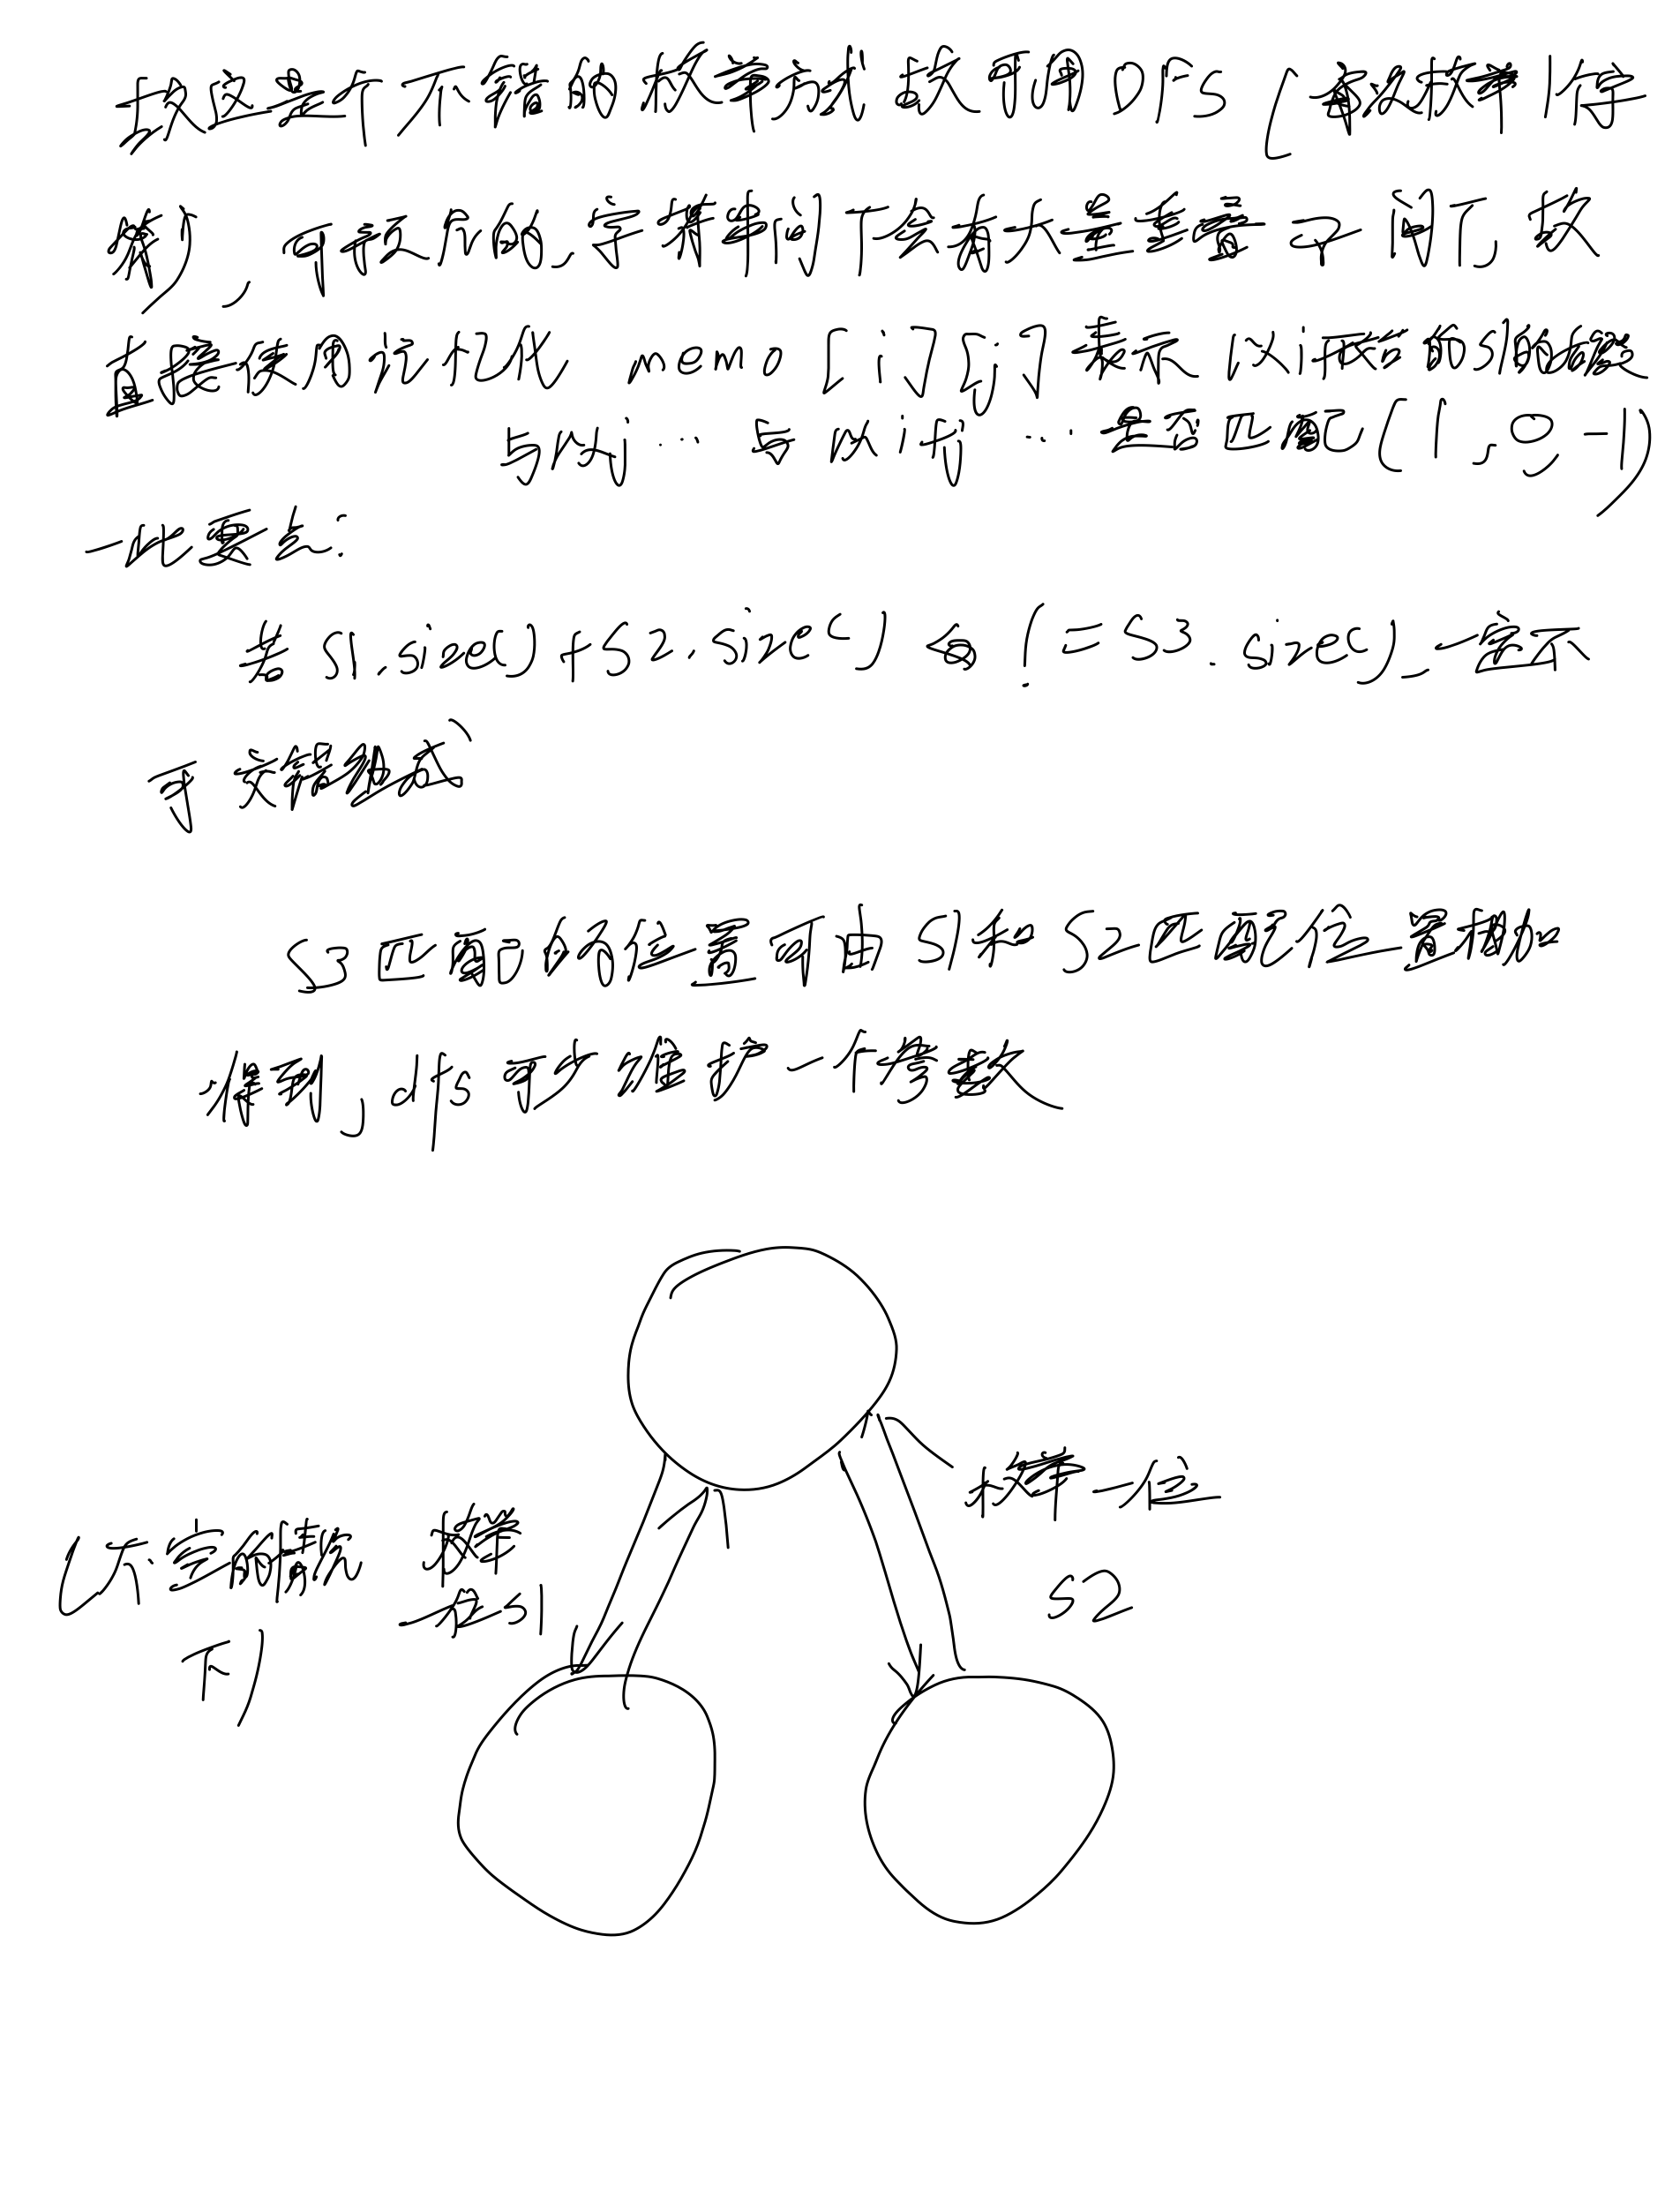 按这是个不错的枚举方式 故可用DFS (每次枚举1字
符), 可预见的,字符串间不会有大量重叠子问, 故
直接使用记忆化 memo[i][j] 表示以i开始的s1的
与以j……与以i+j……是否匹配(1,0,-1)
一些要点:
若 S1.size()+S2.size() != S3.size(),一定不
可交错组成
S3匹配的位置可由S1和S2匹配位置相加
得到, dfs可少维护一个参数
枚举一位
S2
枚举
一位S1
(不空的情况
下)